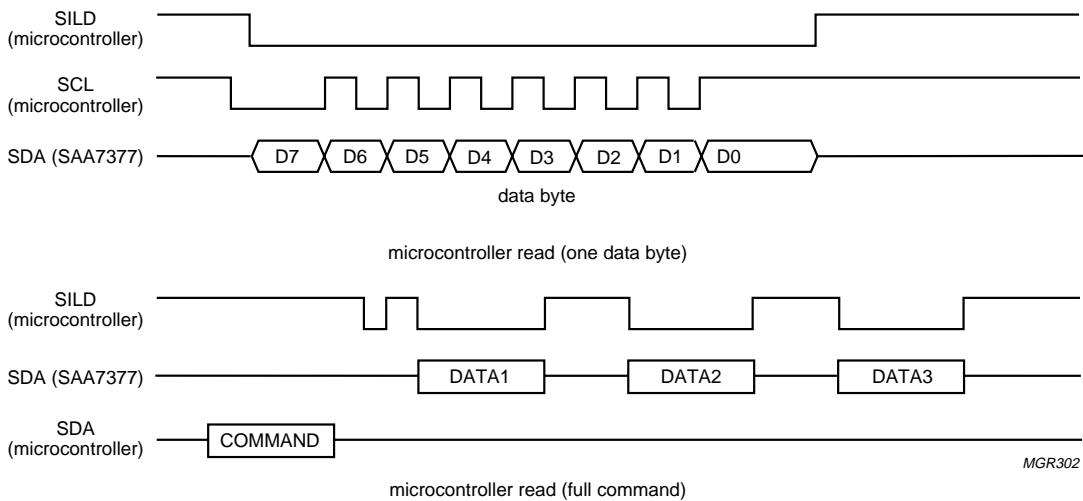 SILD
(microcontroller)
SCL
(microcontroller)
SDA (SAA7377) D7 D6 D5 D4 D3 D2 D1 D0
data byte
microcontroller read (one data byte)
SILD
(microcontroller)
SDA (SAA7377) DATA1 DATA2 DATA3
SDA
(microcontroller)
COMMAND
MGR302
microcontroller read (full command)